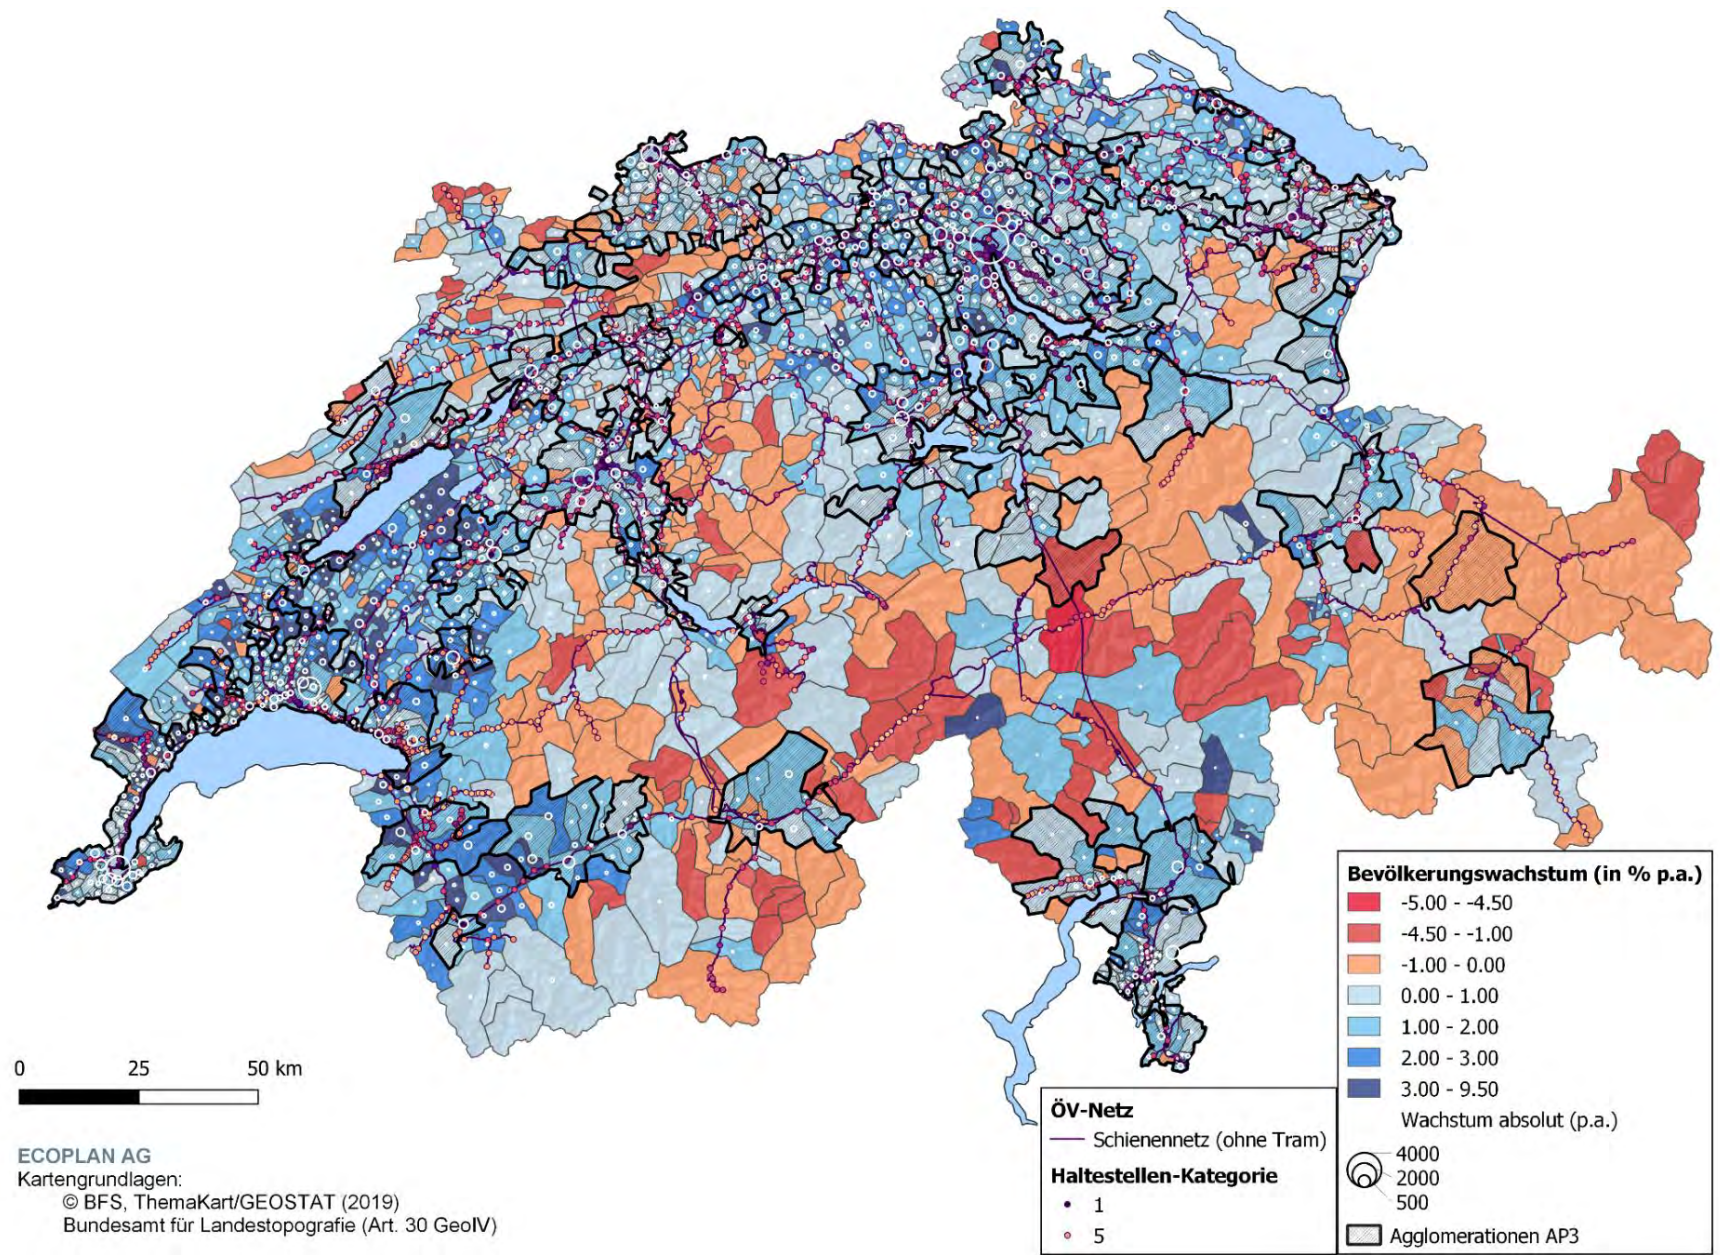 0 25 50 km
ECOPLAN AG
Kartengrundlagen:
© BFS, ThemaKart/GEOSTAT (2019)
Bundesamt für Landestopografie (Art. 30 GeoIV)
ÖV-Netz
Schienennetz (ohne Tram)
Haltestellen-Kategorie
1
5
Bevölkerungswachstum (in % p.a.)
-5.00 - -4.50
-4.50 - -1.00
-1.00 - 0.00
0.00 - 1.00
1.00 - 2.00
2.00 - 3.00
3.00 - 9.50
Wachstum absolut (p.a.)
4000
2000
500
Agglomerationen AP3